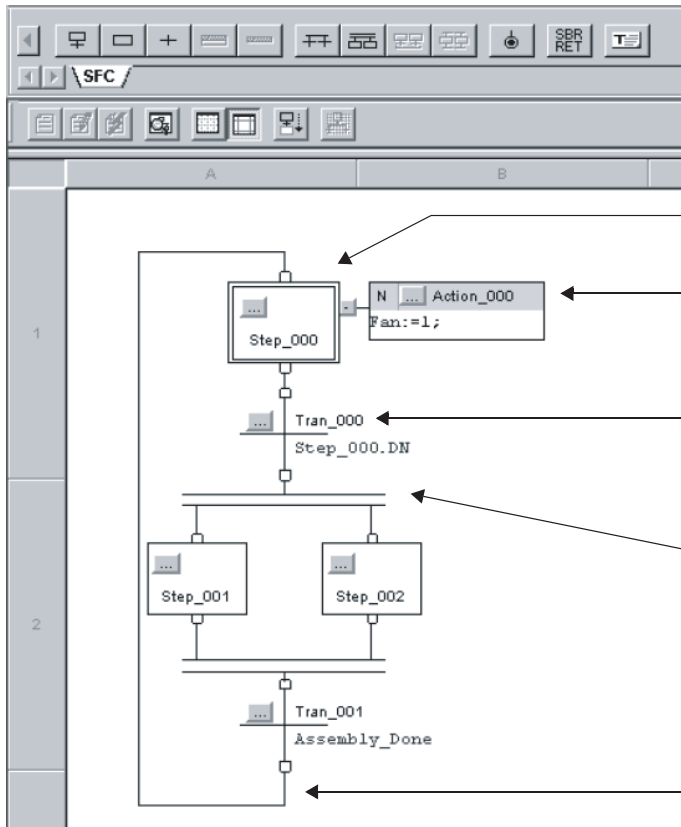 SBR
RET
SFC
A B
1
N ... Action_000
Fan:=1;
...
Step_000
... Tran_000
Step_000.DN
2
... ...
Step_001 Step_002
... Tran_001
Assembly_Done